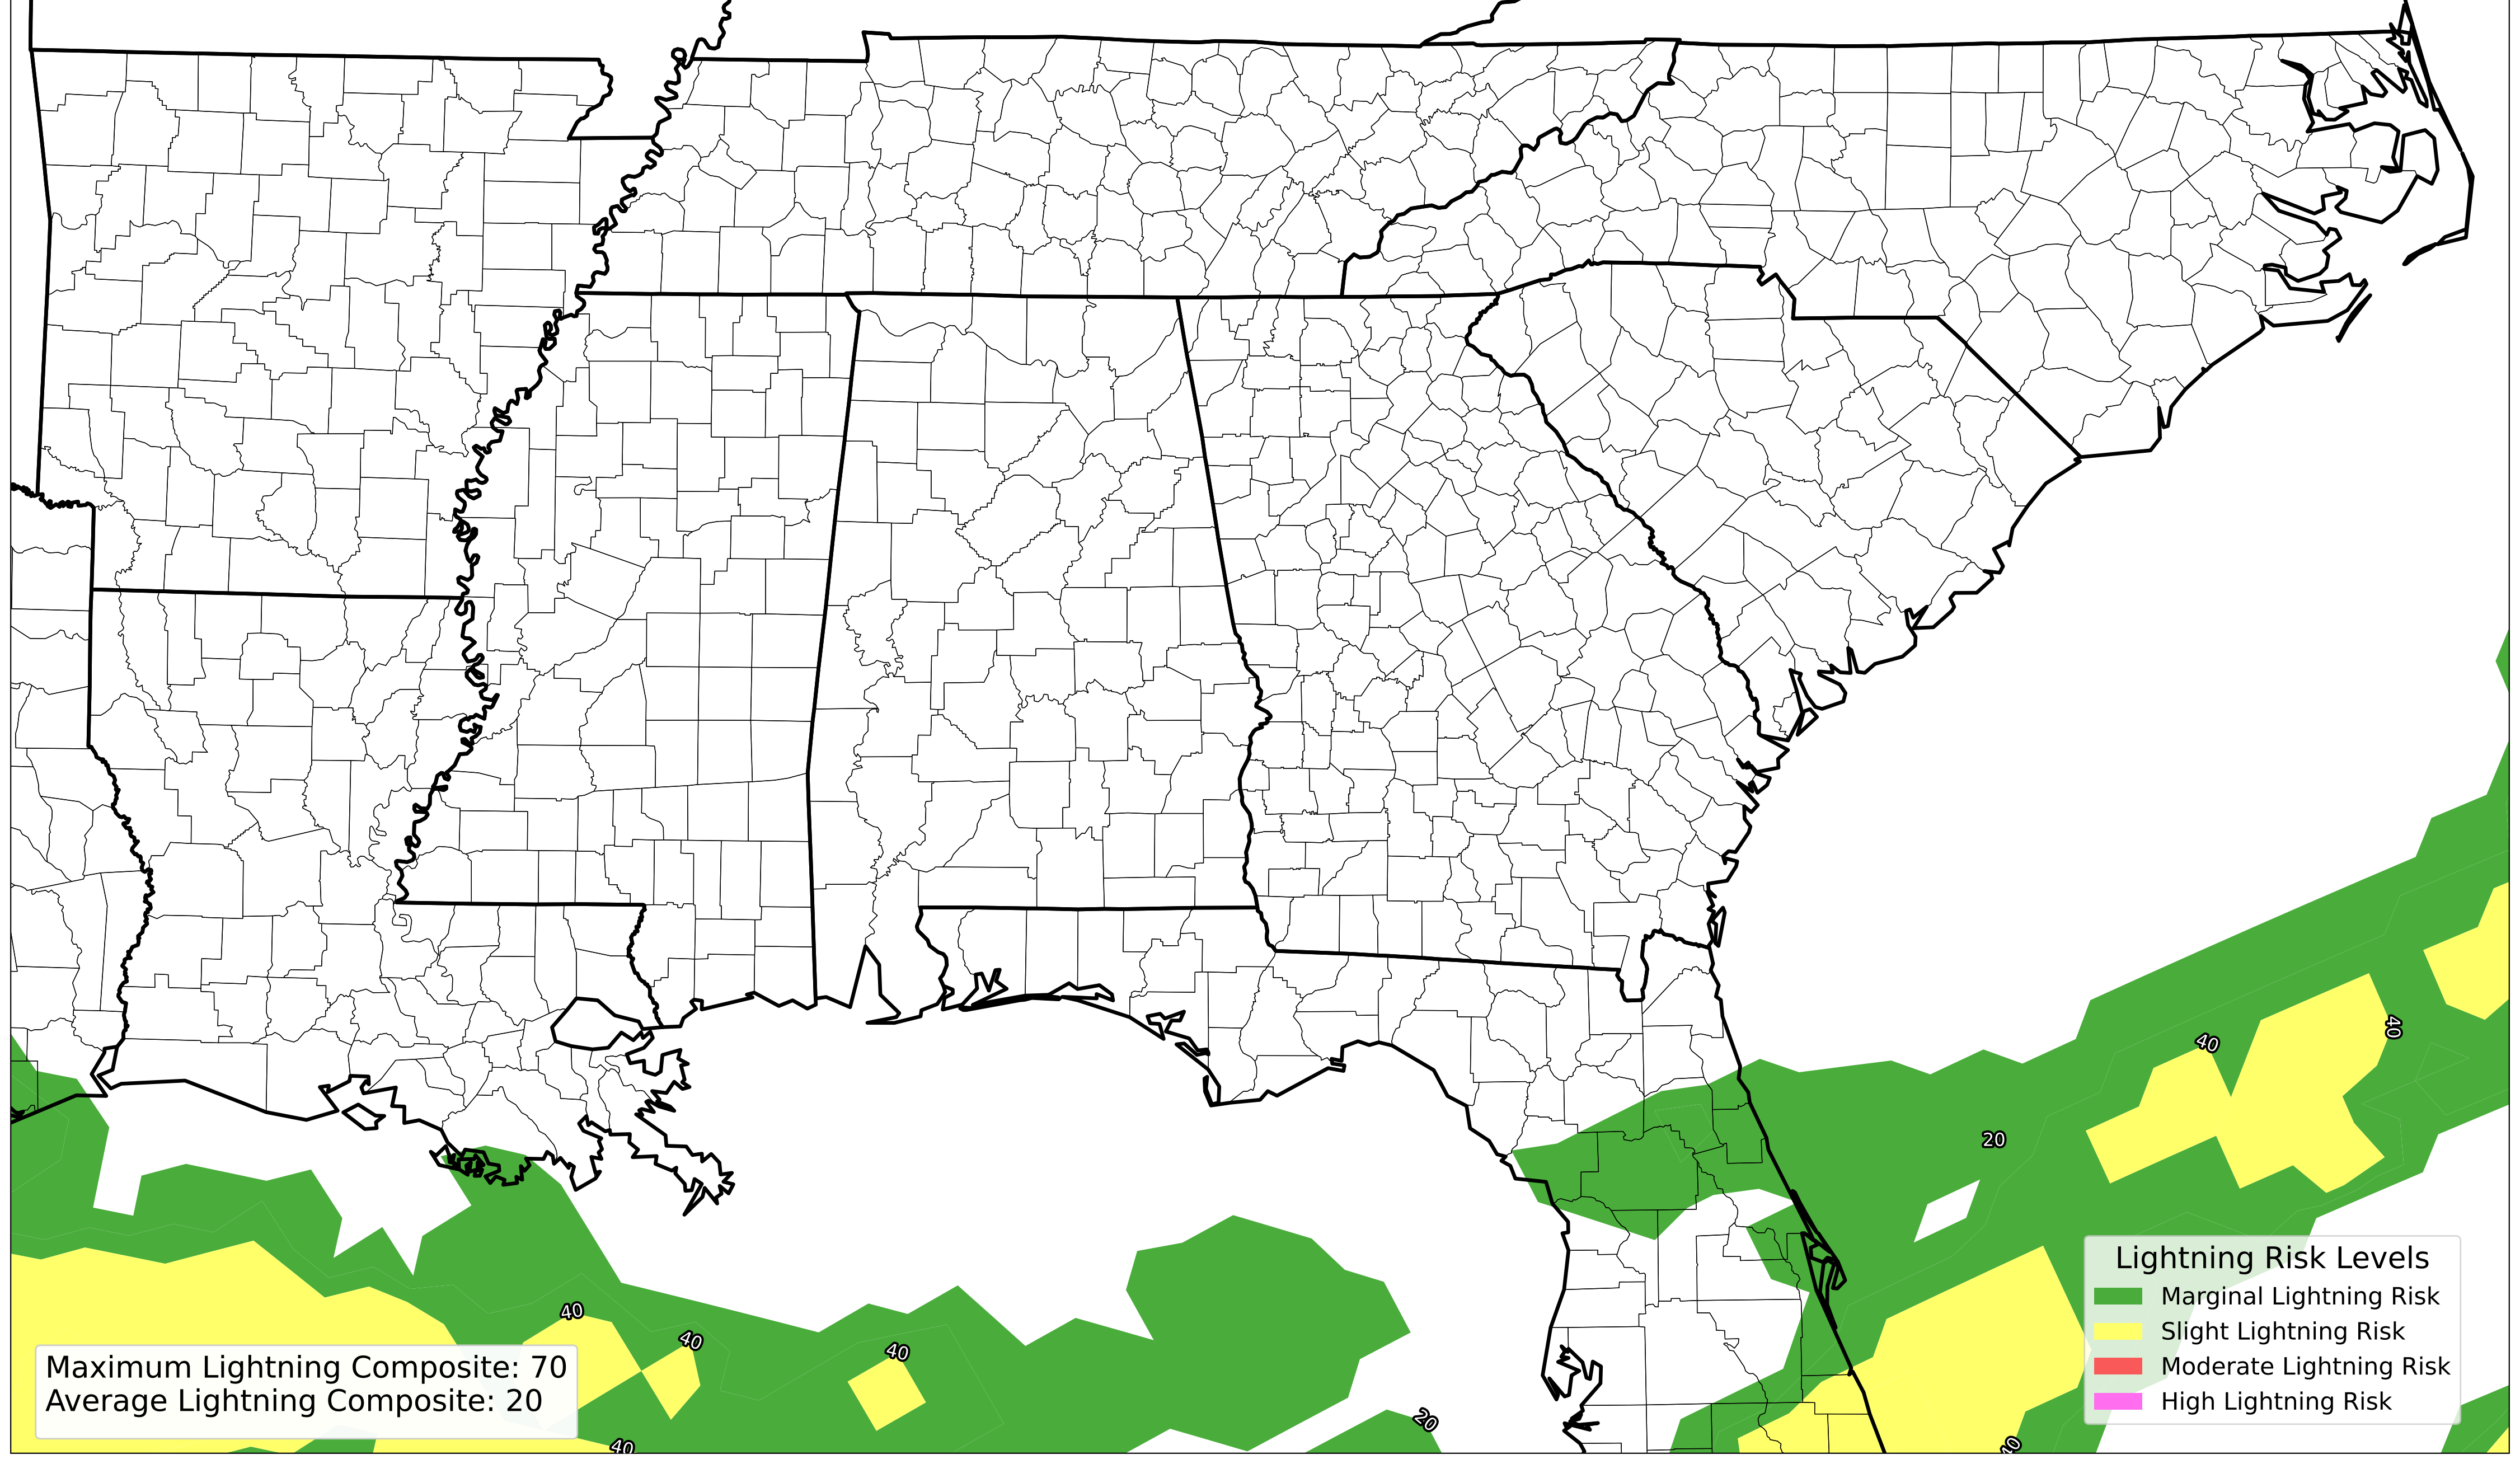 40
40
20
40
40
40
20
40
40
Lightning Risk Levels
Marginal Lightning Risk
Slight Lightning Risk
Moderate Lightning Risk
High Lightning Risk
Maximum Lightning Composite: 70
Average Lightning Composite: 20